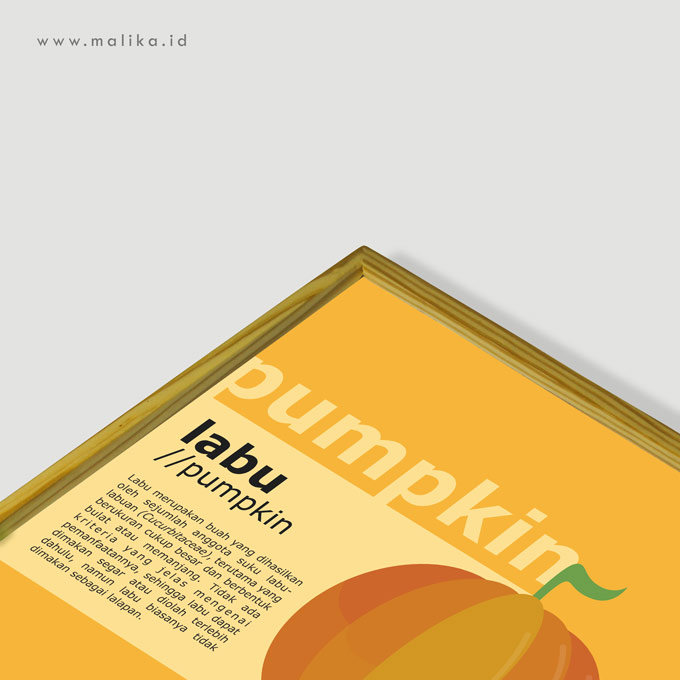 www.malika.id
pumpkin
labu
//pumpkin
Labu merupakan buah yang dihasilkan
oleh sejumlah anggota suku labu-
labuan (Cucurbitaceae), terutama yang
berukuran cukup besar dan berbentuk
bulat atau memanjang. Tidak ada
kriteria yang jelas mengenai
pemanfaatannya, sehingga labu dapat
dimakan segar atau diolah terlebih
dahulu, namun labu biasanya tidak
dimakan sebagai lalapan.